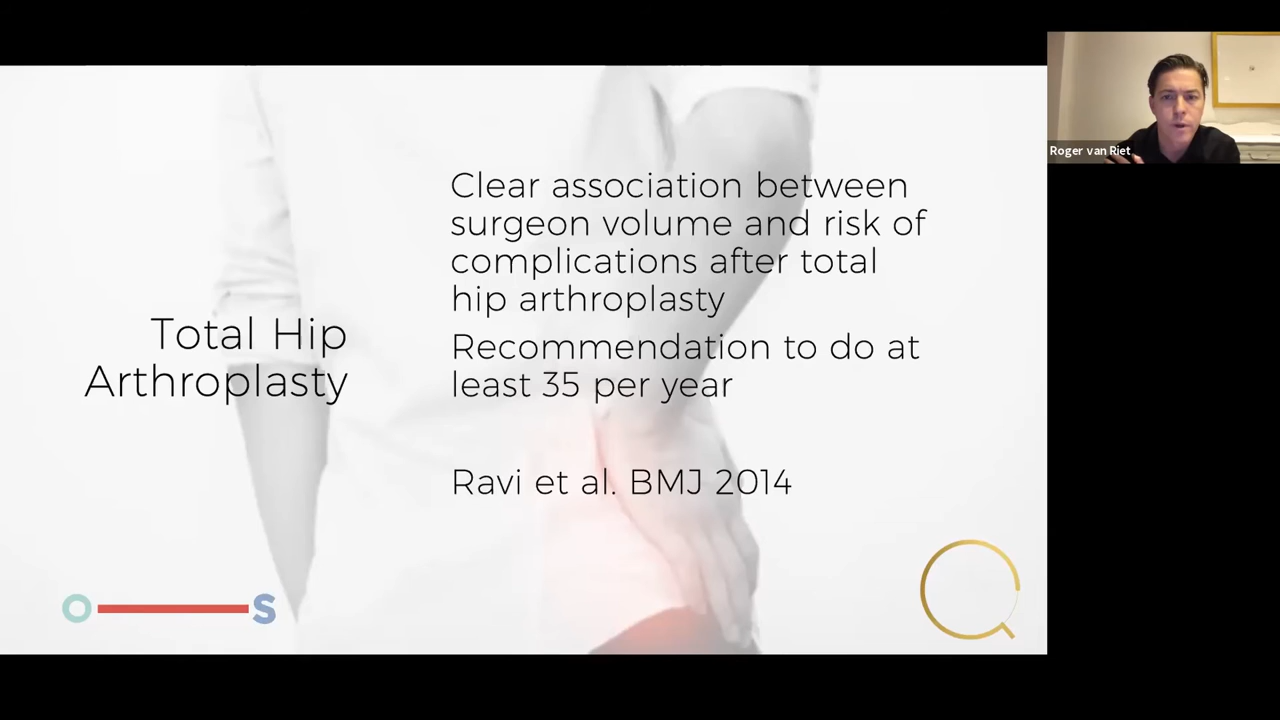 Total Hip
Arthroplasty
Clear association between
surgeon volume and risk of
complications after total
hip arthroplasty
Recommendation to do at
least 35 per year
Ravi et al. BMJ 2014
O S
Q
Roger van Riet